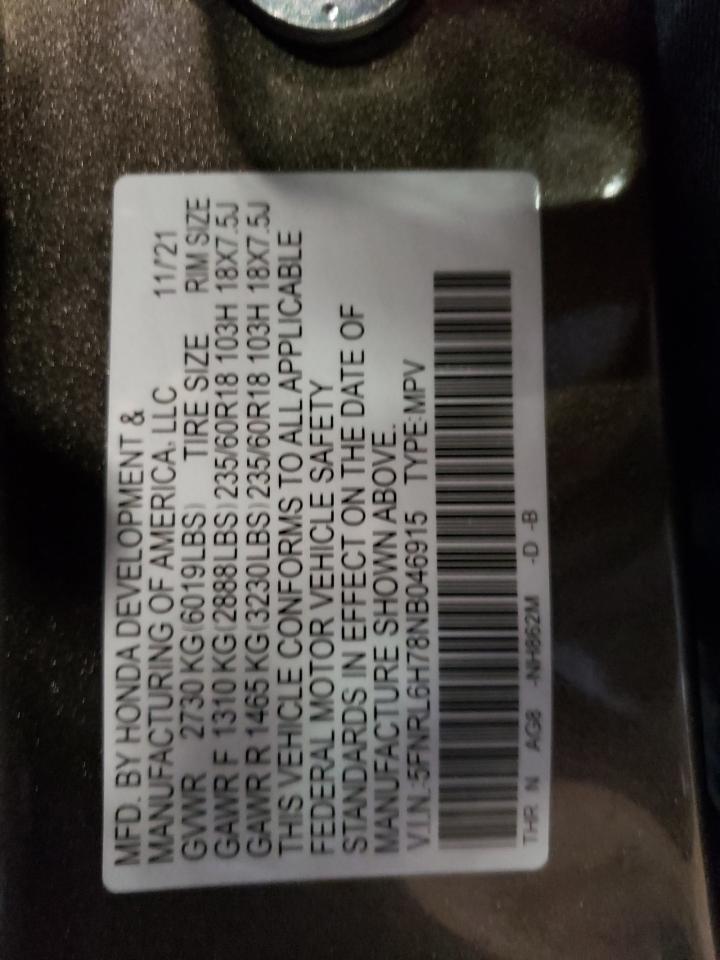 MFD. BY HONDA DEVELOPMENT &
MANUFACTURING OF AMERICA, LLC 11/'21
GVWR 2730 KG(6019LBS) TIRE SIZE RIM SIZE
GAWR F 1310 KG(2888LBS) 235/60R18 103H 18X7.5J
GAWR R 1465 KG(3230LBS) 235/60R18 103H 18X7.5J
THIS VEHICLE CONFORMS TO ALL APPLICABLE
FEDERAL MOTOR VEHICLE SAFETY
STANDARDS IN EFFECT ON THE DATE OF
MANUFACTURE SHOWN ABOVE.
V.I.N.:5FNRL6H78NB046915 TYPE:MPV
THR N AG8 -NH862M -D -B